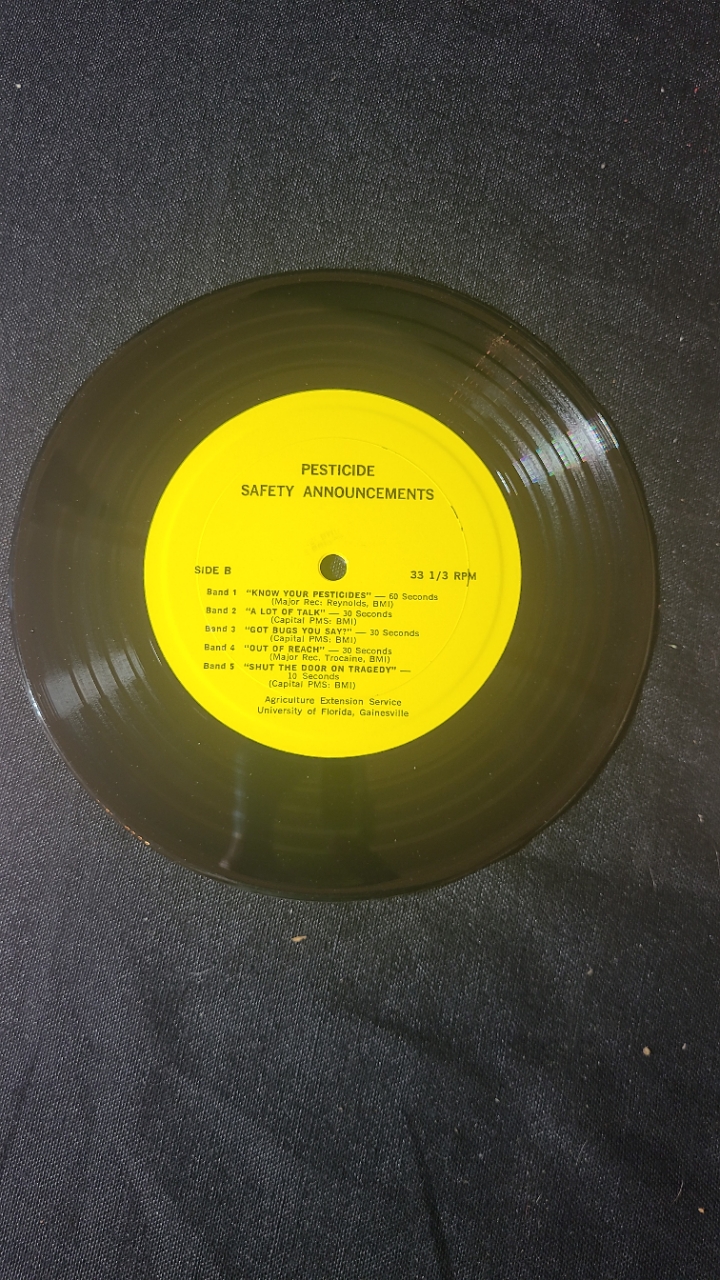 PESTICIDE
SAFETY ANNOUNCEMENTS
SIDE B 33 1/3 RPM
Band 1 "KNOW YOUR PESTICIDES" — 60 Seconds
(Major Rec: Reynolds, BMI)
Band 2 "A LOT OF TALK" — 30 Seconds
(Capital PMS: BMI)
Band 3 "GOT BUGS YOU SAY?" — 30 Seconds
(Capital PMS: BMI)
Band 4 "OUT OF REACH" — 30 Seconds
(Major Rec, Trocaine, BMI)
Band 5 "SHUT THE DOOR ON TRAGEDY" —
10 Seconds
(Capital PMS: BMI)
Agriculture Extension Service
University of Florida, Gainesville